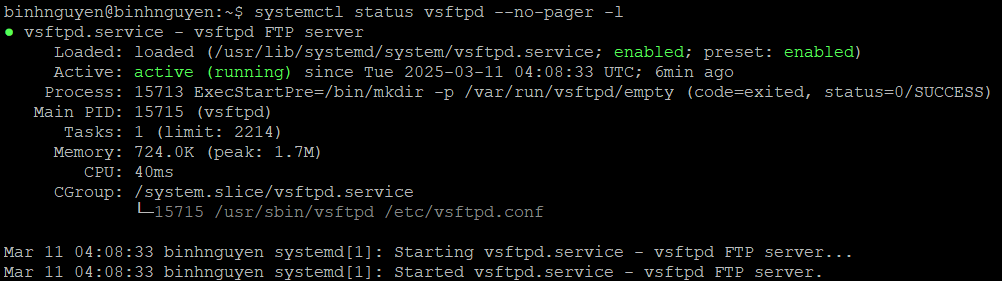 binhnguyen@binhnguyen:~$ systemctl status vsftpd --no-pager -l
● vsftpd.service - vsftpd FTP server
Loaded: loaded (/usr/lib/systemd/system/vsftpd.service; enabled; preset: enabled)
Active: active (running) since Tue 2025-03-11 04:08:33 UTC; 6min ago
Process: 15713 ExecStartPre=/bin/mkdir -p /var/run/vsftpd/empty (code=exited, status=0/SUCCESS)
Main PID: 15715 (vsftpd)
Tasks: 1 (limit: 2214)
Memory: 724.0K (peak: 1.7M)
CPU: 40ms
CGroup: /system.slice/vsftpd.service
└─15715 /usr/sbin/vsftpd /etc/vsftpd.conf
Mar 11 04:08:33 binhnguyen systemd[1]: Starting vsftpd.service - vsftpd FTP server...
Mar 11 04:08:33 binhnguyen systemd[1]: Started vsftpd.service - vsftpd FTP server.